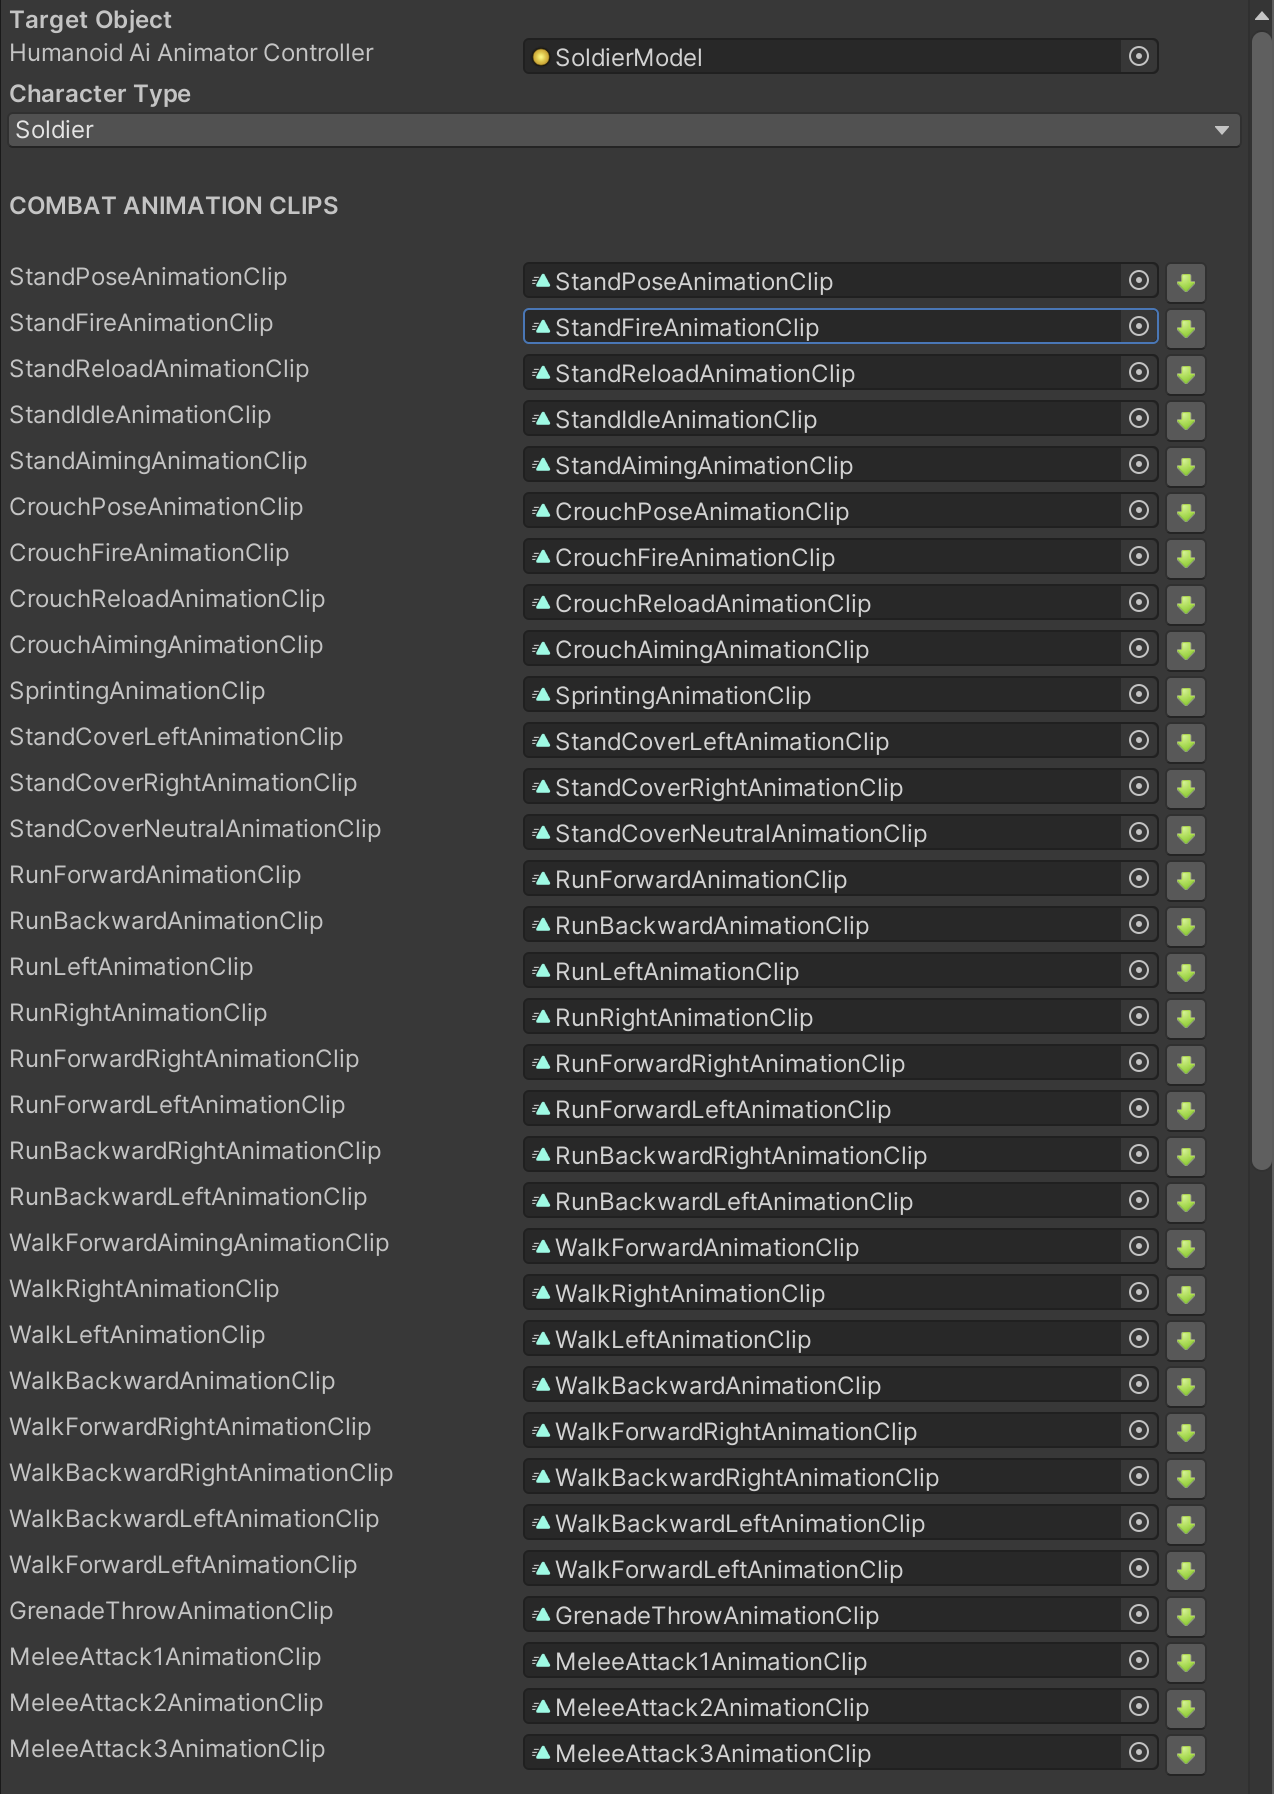 Target Object
Humanoid Ai Animator Controller SoldierModel
Character Type
Soldier
COMBAT ANIMATION CLIPS
StandPoseAnimationClip StandPoseAnimationClip
StandFireAnimationClip StandFireAnimationClip
StandReloadAnimationClip StandReloadAnimationClip
StandIdleAnimationClip StandIdleAnimationClip
StandAimingAnimationClip StandAimingAnimationClip
CrouchPoseAnimationClip CrouchPoseAnimationClip
CrouchFireAnimationClip CrouchFireAnimationClip
CrouchReloadAnimationClip CrouchReloadAnimationClip
CrouchAimingAnimationClip CrouchAimingAnimationClip
SprintingAnimationClip SprintingAnimationClip
StandCoverLeftAnimationClip StandCoverLeftAnimationClip
StandCoverRightAnimationClip StandCoverRightAnimationClip
StandCoverNeutralAnimationClip StandCoverNeutralAnimationClip
RunForwardAnimationClip RunForwardAnimationClip
RunBackwardAnimationClip RunBackwardAnimationClip
RunLeftAnimationClip RunLeftAnimationClip
RunRightAnimationClip RunRightAnimationClip
RunForwardRightAnimationClip RunForwardRightAnimationClip
RunForwardLeftAnimationClip RunForwardLeftAnimationClip
RunBackwardRightAnimationClip RunBackwardRightAnimationClip
RunBackwardLeftAnimationClip RunBackwardLeftAnimationClip
WalkForwardAimingAnimationClip WalkForwardAnimationClip
WalkRightAnimationClip WalkRightAnimationClip
WalkLeftAnimationClip WalkLeftAnimationClip
WalkBackwardAnimationClip WalkBackwardAnimationClip
WalkForwardRightAnimationClip WalkForwardRightAnimationClip
WalkBackwardRightAnimationClip WalkBackwardRightAnimationClip
WalkBackwardLeftAnimationClip WalkBackwardLeftAnimationClip
WalkForwardLeftAnimationClip WalkForwardLeftAnimationClip
GrenadeThrowAnimationClip GrenadeThrowAnimationClip
MeleeAttack1AnimationClip MeleeAttack1AnimationClip
MeleeAttack2AnimationClip MeleeAttack2AnimationClip
MeleeAttack3AnimationClip MeleeAttack3AnimationClip